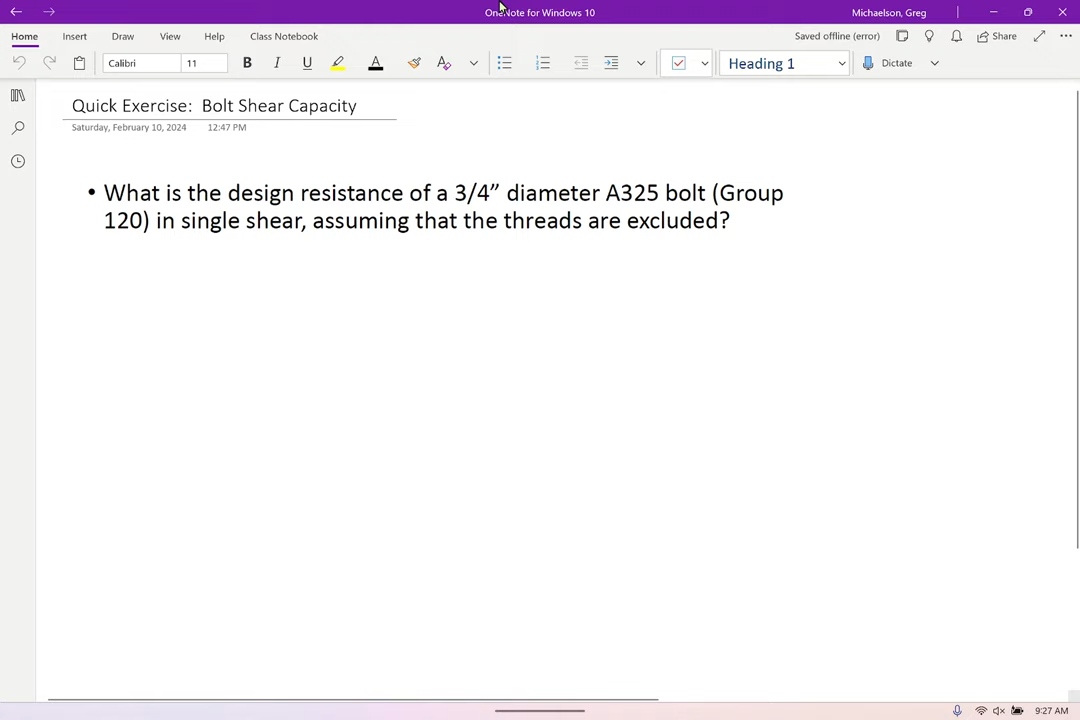 OneNote for Windows 10
Michaelson, Greg
Home Insert Draw View Help Class Notebook
Saved offline (error)
Share
Calibri 11 B I U A
Heading 1
Dictate
Quick Exercise: Bolt Shear Capacity
Saturday, February 10, 2024 12:47 PM
• What is the design resistance of a 3/4” diameter A325 bolt (Group
120) in single shear, assuming that the threads are excluded?
9:27 AM